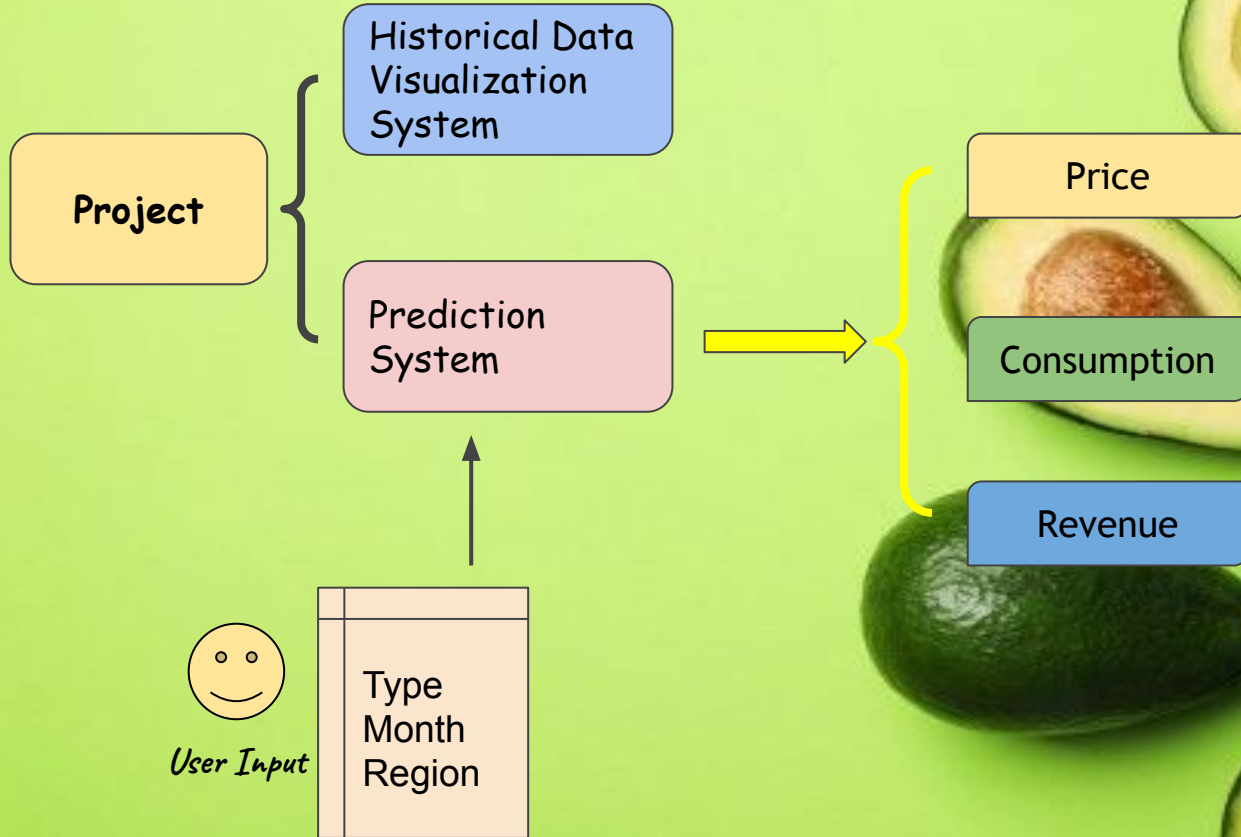 Historical Data
Visualization
System
Project
Prediction
System
Price
Consumption
Revenue
User Input
Type
Month
Region